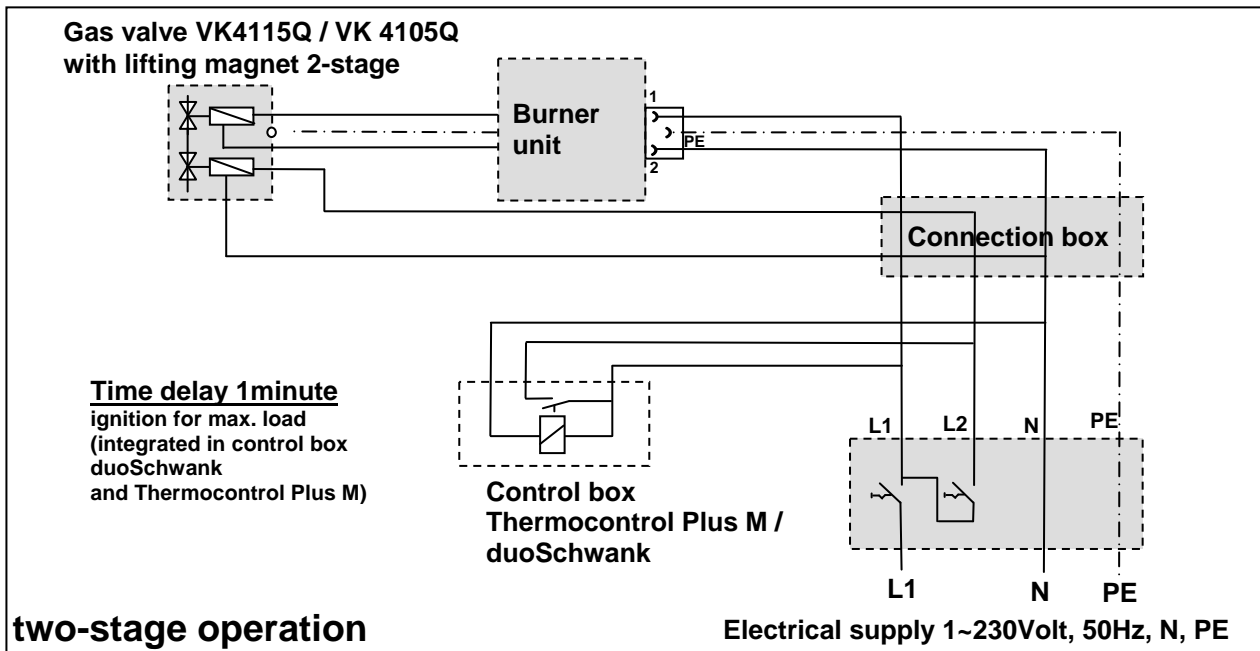 Gas valve VK4115Q / VK 4105Q
with lifting magnet 2-stage
Burner
unit
1
PE
2
Connection box
Time delay 1minute
ignition for max. load
(integrated in control box
duoSchwank
and Thermocontrol Plus M)
Control box
Thermocontrol Plus M /
duoSchwank
L1 L2 N PE
L1 N PE
two-stage operation
Electrical supply 1~230Volt, 50Hz, N, PE